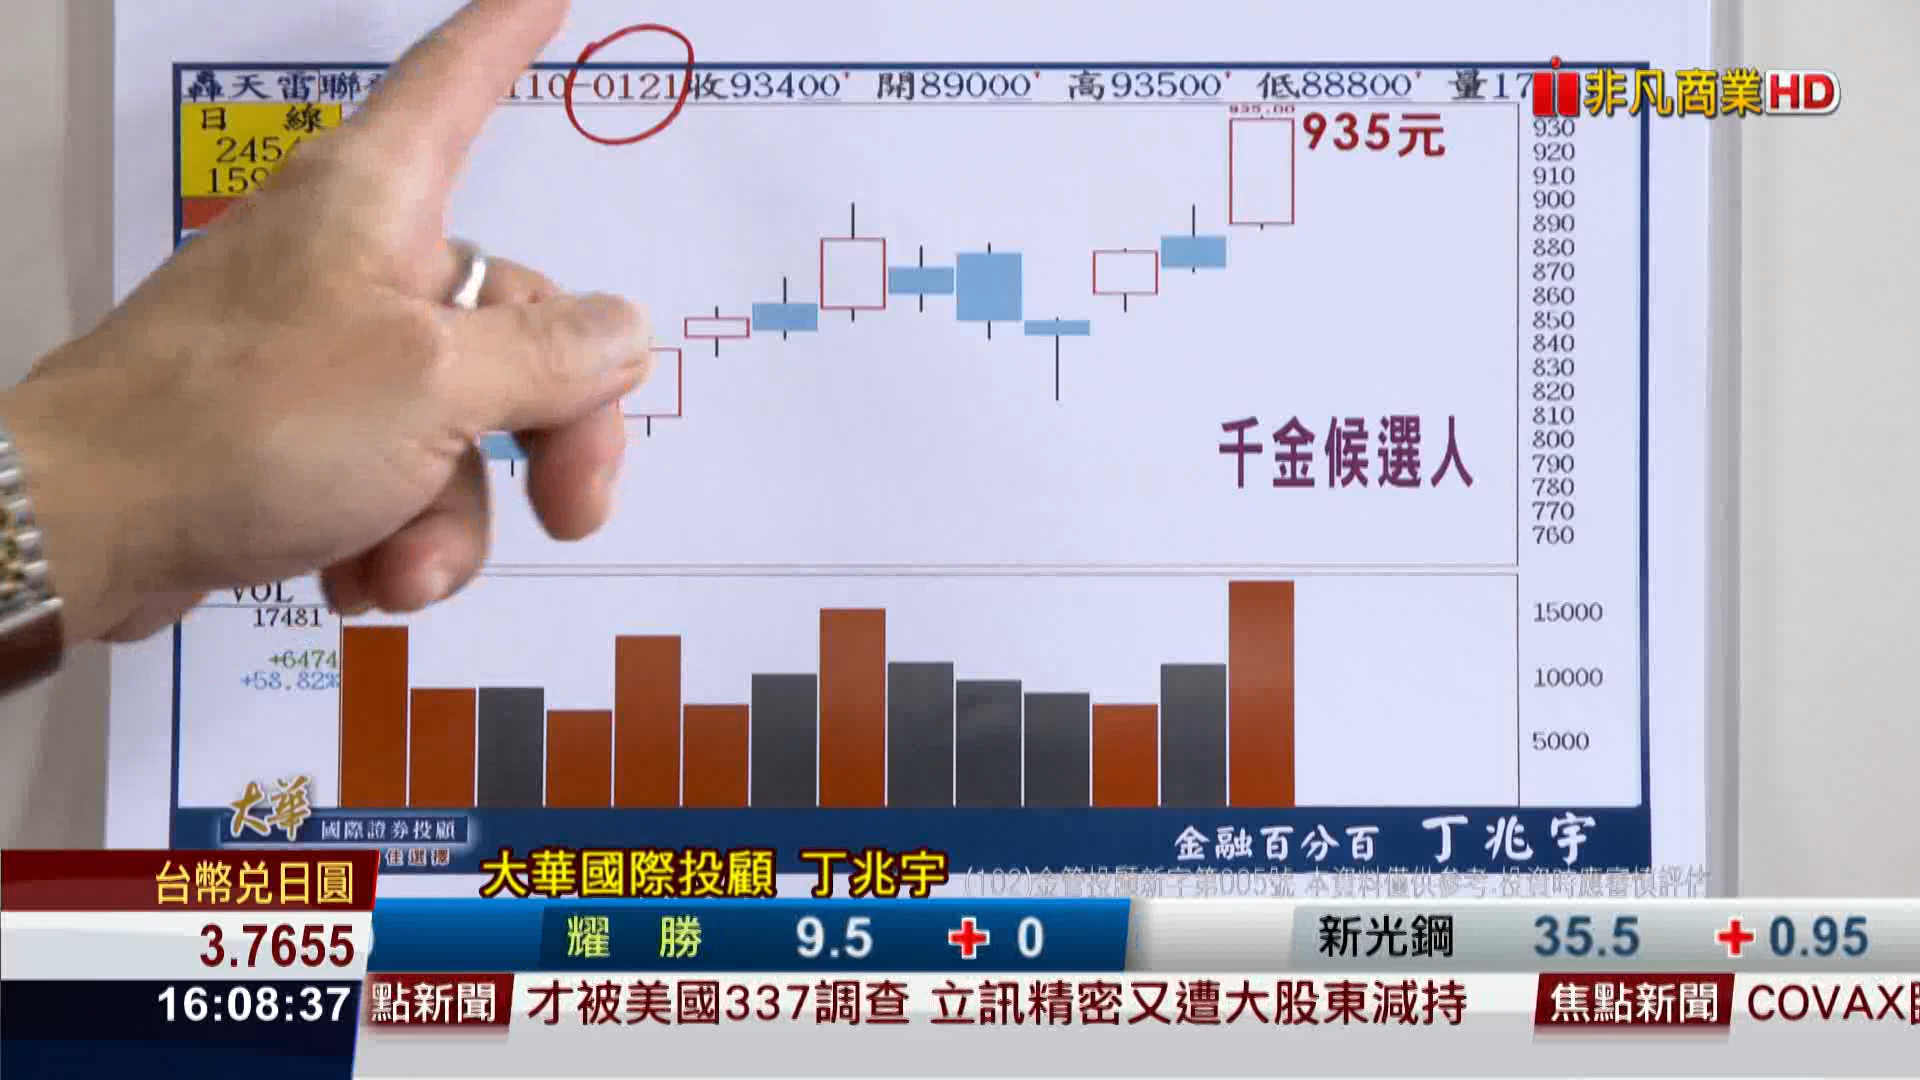 轟天雷聯 110-0121收93400 開89000 高93500 低88800 量17
非凡商業HD
日 線
245
159
935.00
935元
930
920
910
900
890
880
870
860
850
840
830
820
810
800
790
780
770
760
千金候選人
VOL
17481
+6474
+58.82%
15000
10000
5000
大華 國際證券投顧
佳選擇
金融百分百 丁兆宇
台幣兌日圓
3.7655
16:08:37
大華國際投顧 丁兆宇
(102)金管投顧新字第005號 本資料僅供參考.投資時應審慎評估
耀 勝 9.5 + 0
新光鋼 35.5 + 0.95
點新聞 才被美國337調查 立訊精密又遭大股東減持
焦點新聞 COVAX